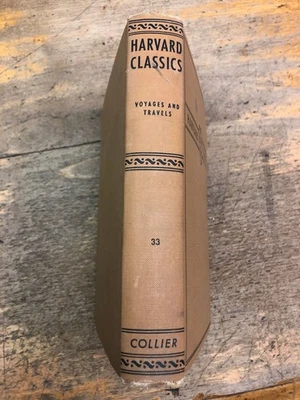 HARVARD
CLASSICS
VOYAGES AND
TRAVELS
33
COLLIER